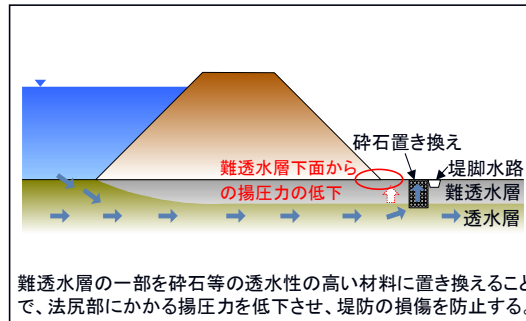 砕石置き換え
難透水層下面から
の揚圧力の低下
堤脚水路
難透水層
透水層
難透水層の一部を砕石等の透水性の高い材料に置き換えること
で、法尻部にかかる揚圧力を低下させ、堤防の損傷を防止する。